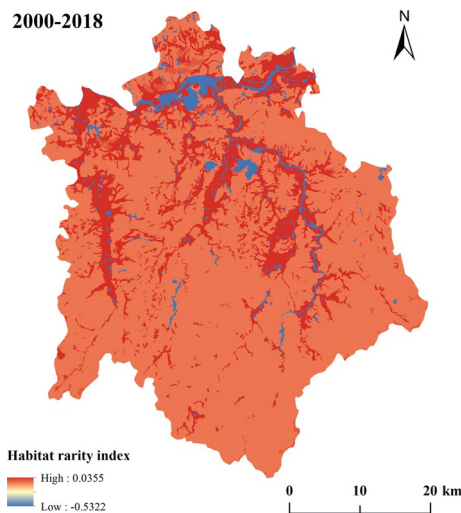 2000-2018
N
Habitat rarity index
High : 0.0355
Low : -0.5322
0 10 20 km